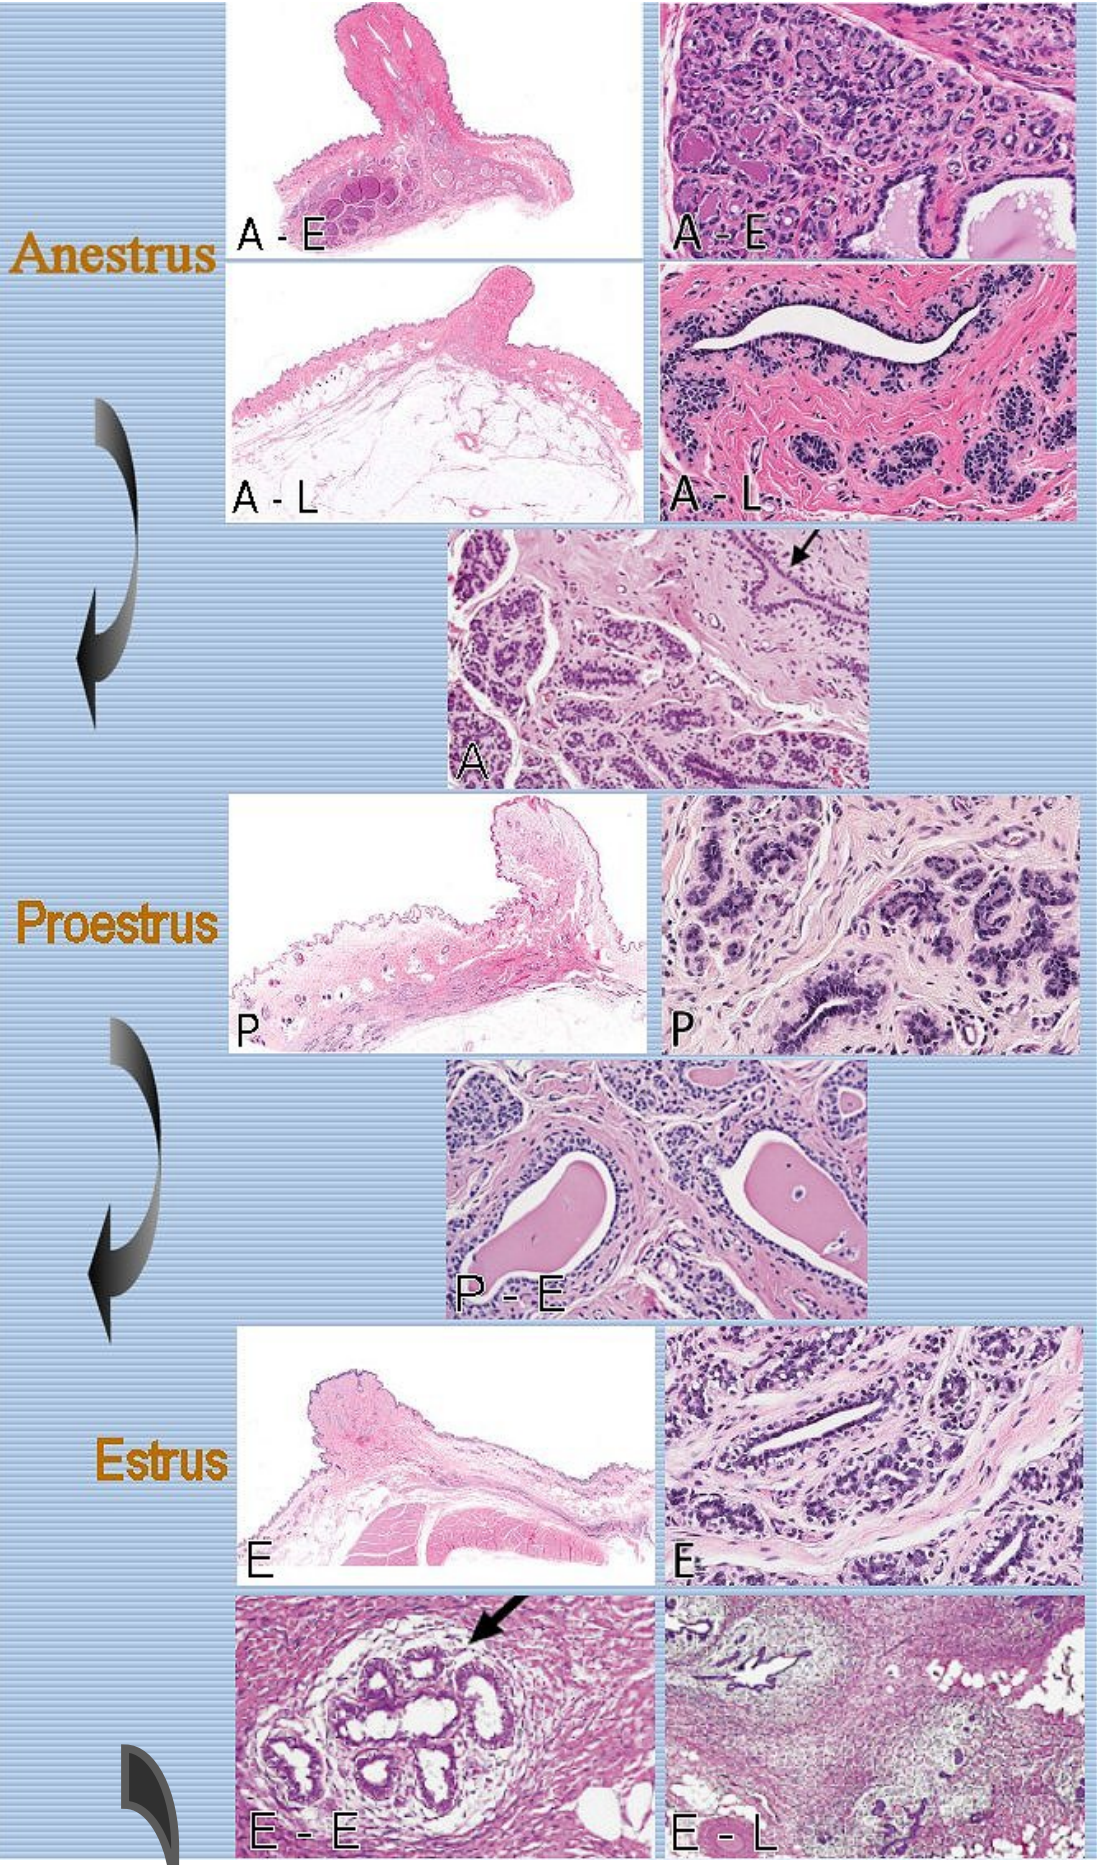 A - E
A - E
Anestrus
A - L
A - L
A
Proestrus
P
P
P - E
Estrus
E
E
E - E
E - L